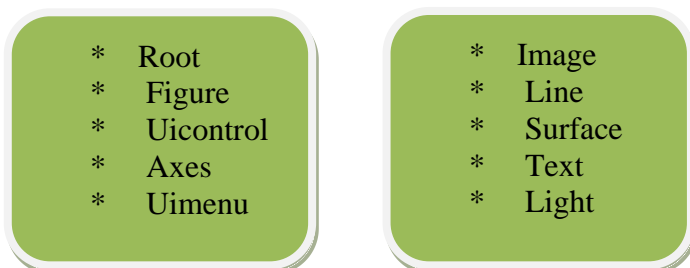 * Root
* Figure
* Uicontrol
* Axes
* Uimenu
* Image
* Line
* Surface
* Text
* Light